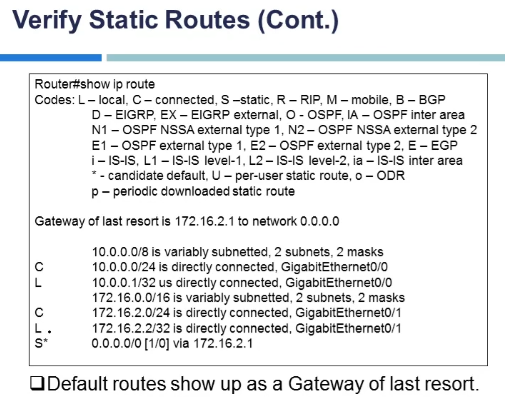 Verify Static Routes (Cont.)
Router#show ip route
Codes: L – local, C – connected, S –static, R – RIP, M – mobile, B – BGP
D – EIGRP, EX – EIGRP external, O - OSPF, IA – OSPF inter area
N1 – OSPF NSSA external type 1, N2 – OSPF NSSA external type 2
E1 – OSPF external type 1, E2 – OSPF external type 2, E – EGP
i – IS-IS, L1 – IS-IS level-1, L2 – IS-IS level-2, ia – IS-IS inter area
* - candidate default, U – per-user static route, o – ODR
p – periodic downloaded static route
Gateway of last resort is 172.16.2.1 to network 0.0.0.0
10.0.0.0/8 is variably subnetted, 2 subnets, 2 masks
C 10.0.0.0/24 is directly connected, GigabitEthernet0/0
L 10.0.0.1/32 us directly connected, GigabitEthernet0/0
172.16.0.0/16 is variably subnetted, 2 subnets, 2 masks
C 172.16.2.0/24 is directly connected, GigabitEthernet0/1
L . 172.16.2.2/32 is directly connected, GigabitEthernet0/1
S* 0.0.0.0/0 [1/0] via 172.16.2.1
❑Default routes show up as a Gateway of last resort.